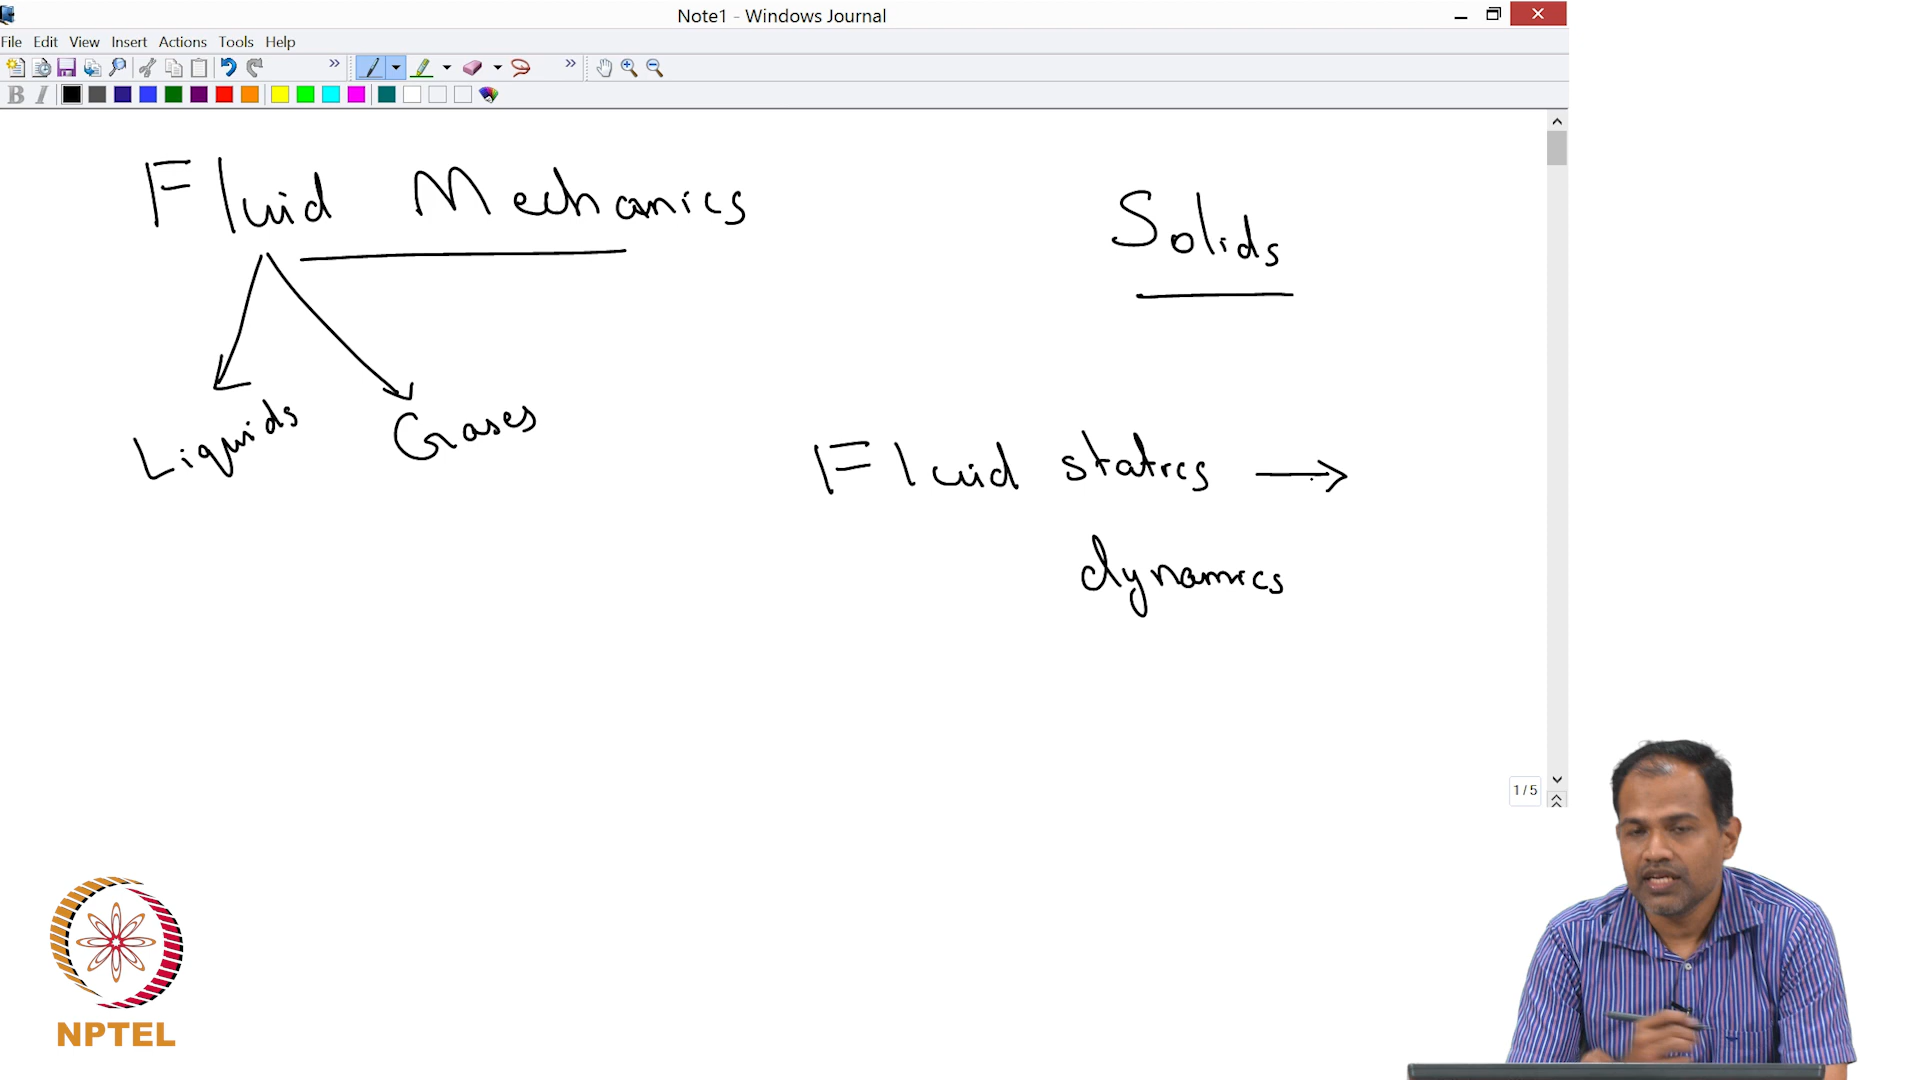 Note1 - Windows Journal
File Edit View Insert Actions Tools Help
B I
Fluid Mechanics
Solids
Liquids
Gases
Fluid statics →
dynamics
1 / 5
NPTEL